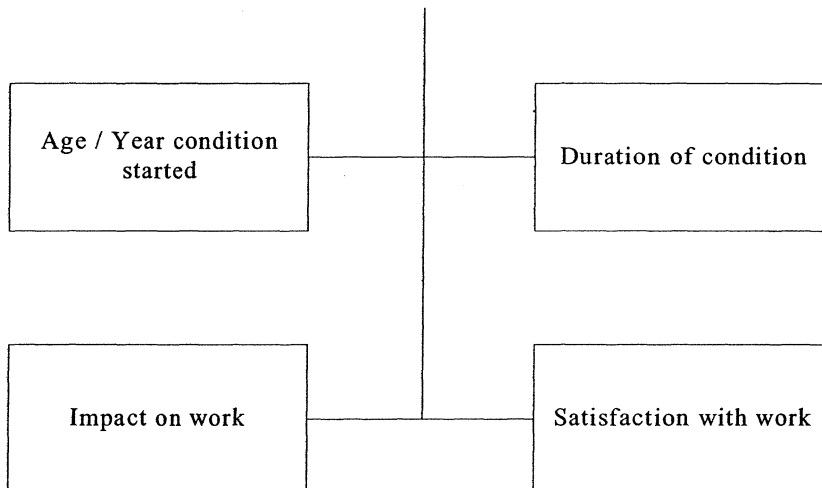 Age / Year condition
started
Duration of condition
Impact on work
Satisfaction with work